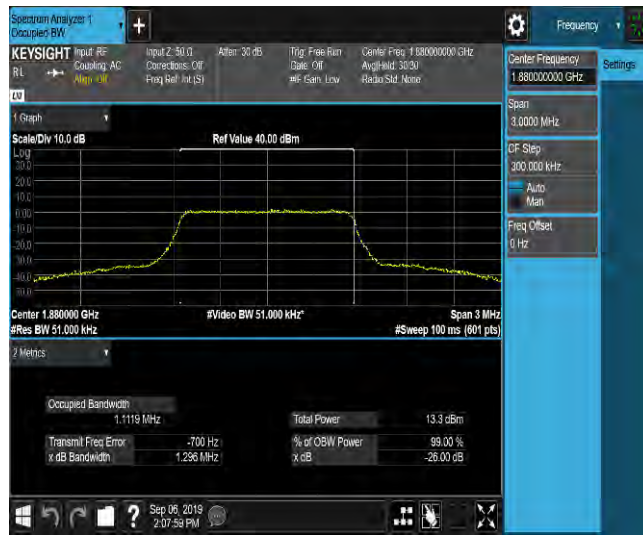 Spectrum Analyzer 1
Occupied BW
+
Frequency
KEYSIGHT Input: RF Input Z: 50 Ω Atten: 30 dB Trig: Free Run Center Freq: 1.880000000 GHz
RL Coupling: AC Corrections: Off Gate: Off Avg|Hold: 30/30
Align: Off Freq Ref: Int (S) #IF Gain: Low Radio Std: None
LXI
Center Frequency
1.880000000 GHz
Settings
Span
3.0000 MHz
CF Step
300.000 kHz
Auto
Man
Freq Offset
0 Hz
1 Graph
Scale/Div 10.0 dB Ref Value 40.00 dBm
Log
30.0
20.0
10.0
0.00
-10.0
-20.0
-30.0
-40.0
-50.0
Center 1.880000 GHz #Video BW 51.000 kHz* Span 3 MHz
#Res BW 51.000 kHz #Sweep 100 ms (601 pts)
2 Metrics
Occupied Bandwidth
1.1119 MHz Total Power 13.3 dBm
Transmit Freq Error -700 Hz % of OBW Power 99.00 %
x dB Bandwidth 1.296 MHz x dB -26.00 dB
? Sep 06, 2019
2:07:59 PM